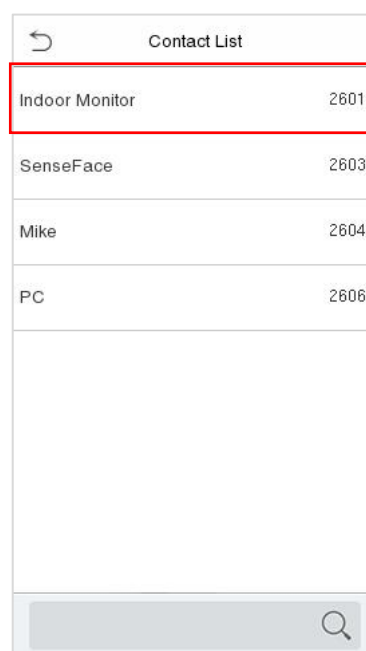 Contact List
Indoor Monitor 2601
SenseFace 2603
Mike 2604
PC 2606